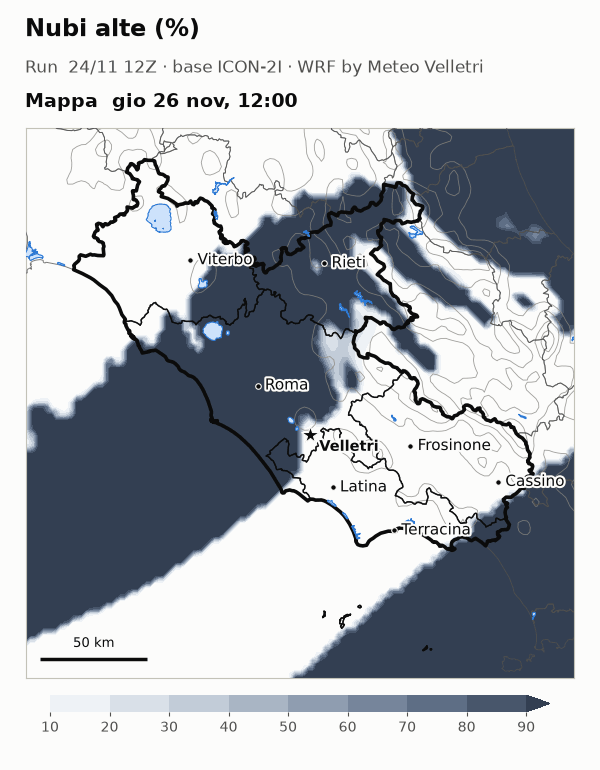 Nubi alte (%)
Run  24/11 12Z · base ICON-2I · WRF by Meteo Velletri
Mappa  gio 26 nov, 12:00
Viterbo
Rieti
Roma
Velletri
Frosinone
Latina
Cassino
Terracina
50 km
10 20 30 40 50 60 70 80 90